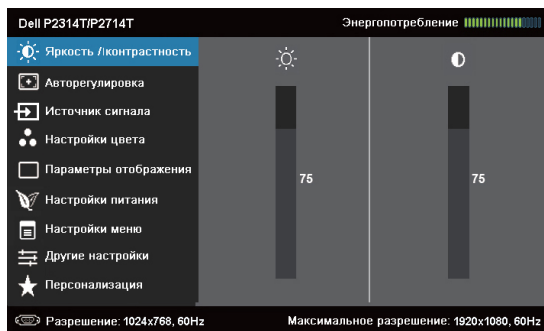 Dell P2314T/P2714T Энергопотребление
Яркость /контрастность
Авторегулировка
Источник сигнала
Настройки цвета
Параметры отображения
75 75
Настройки питания
Настройки меню
Другие настройки
Персонализация
Разрешение: 1024x768, 60Hz Максимальное разрешение: 1920x1080, 60Hz